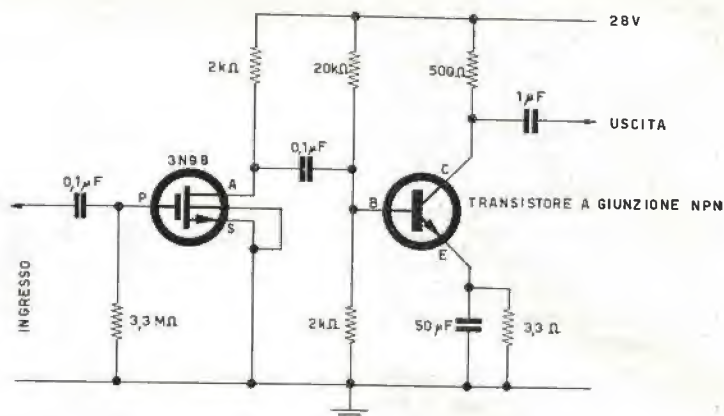 28V
2kΩ
20kΩ
500Ω
1µF
USCITA
0,1µF
3N98
0,1µF
P
A
S
B
C
E
TRANSISTORE A GIUNZIONE NPN
INGRESSO
3,3 MΩ
2kΩ
50µF
3,3 Ω